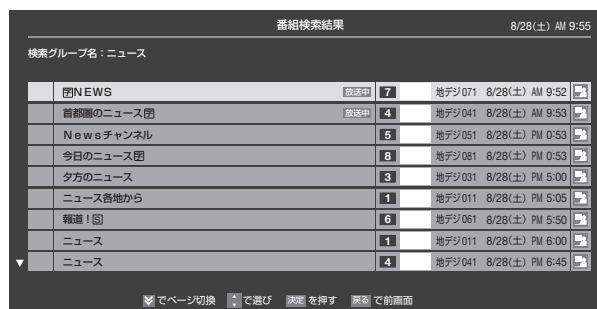 番組検索結果 8/28(土) AM 9:55
検索グループ名：ニュース
字NEWS 放送中 7 地デジ071 8/28(土) AM 9:52
首都圏のニュース字 放送中 4 地デジ041 8/28(土) AM 9:53
Newsチャンネル 5 地デジ051 8/28(土) PM 0:53
今日のニュース字 8 地デジ081 8/28(土) PM 0:53
夕方のニュース 3 地デジ031 8/28(土) PM 5:00
ニュース各地から 1 地デジ011 8/28(土) PM 5:05
報道！S 6 地デジ061 8/28(土) PM 5:50
ニュース 1 地デジ011 8/28(土) PM 6:00
ニュース 4 地デジ041 8/28(土) PM 6:45
でページ切換 で選び 決定 を押す 戻る で前画面